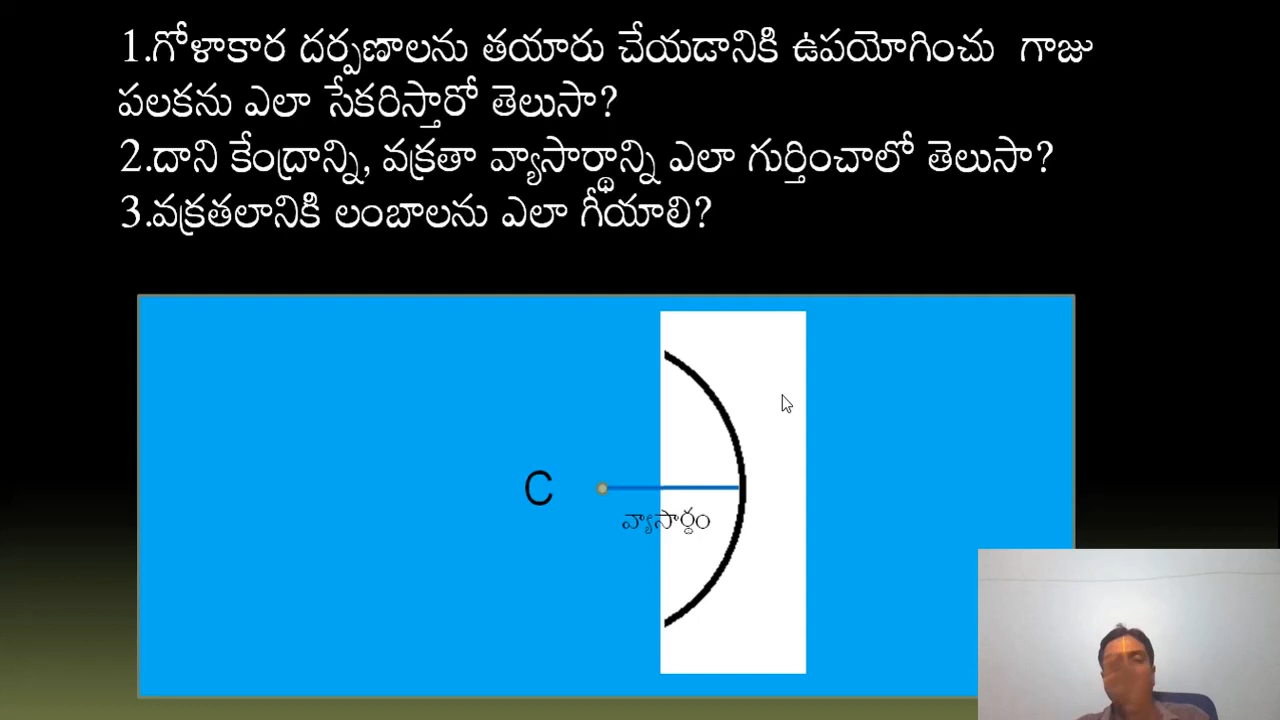 1.గోళాకార దర్పణాలను తయారు చేయడానికి ఉపయోగించు గాజు
పలకను ఎలా సేకరిస్తారో తెలుసా?
2.దాని కేంద్రాన్ని, వక్రతా వ్యాసార్థాన్ని ఎలా గుర్తించాలో తెలుసా?
3.వక్రతలానికి లంబాలను ఎలా గీయాలి?
C
వ్యాసార్దం